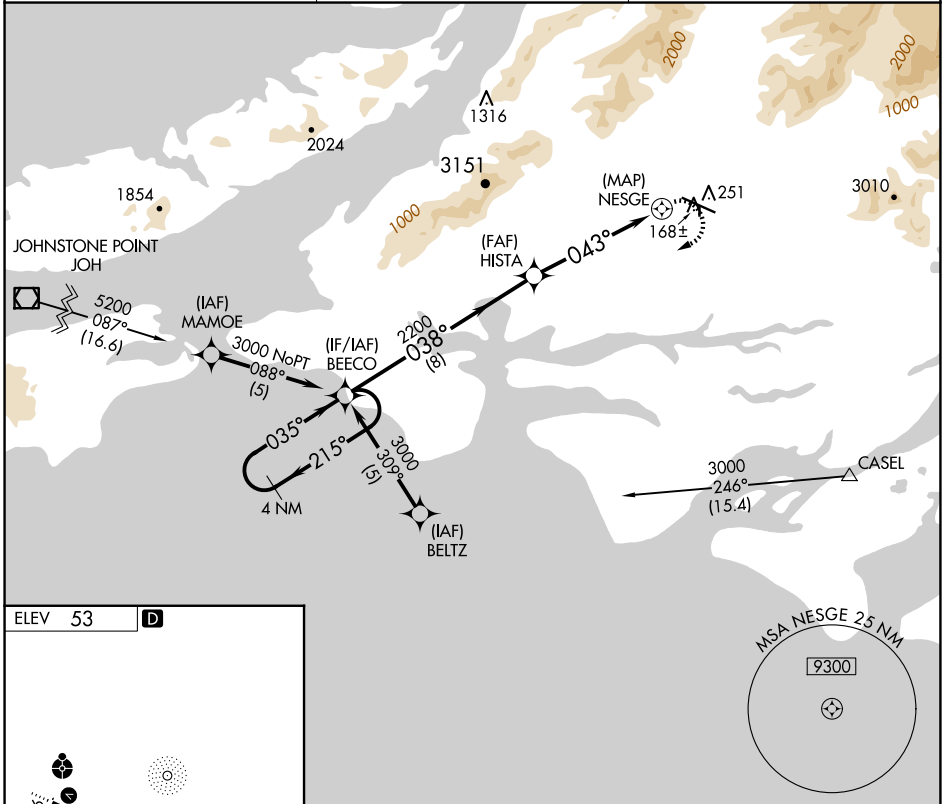 2000
2000
1000
1316
2024
3151
1854
1000
3010
(MAP)
NESGE
251
168±
JOHNSTONE POINT
JOH
5200
087°
(16.6)
(IAF)
MAMOE
3000 NoPT
088°
(5)
(FAF)
HISTA
043°
(IF/IAF)
BEECO
2200
038°
(8)
035°
215°
4 NM
3000
309°
(5)
(IAF)
BELTZ
CASEL
3000
246°
(15.4)
ELEV 53
D
MSA NESGE 25 NM
9300